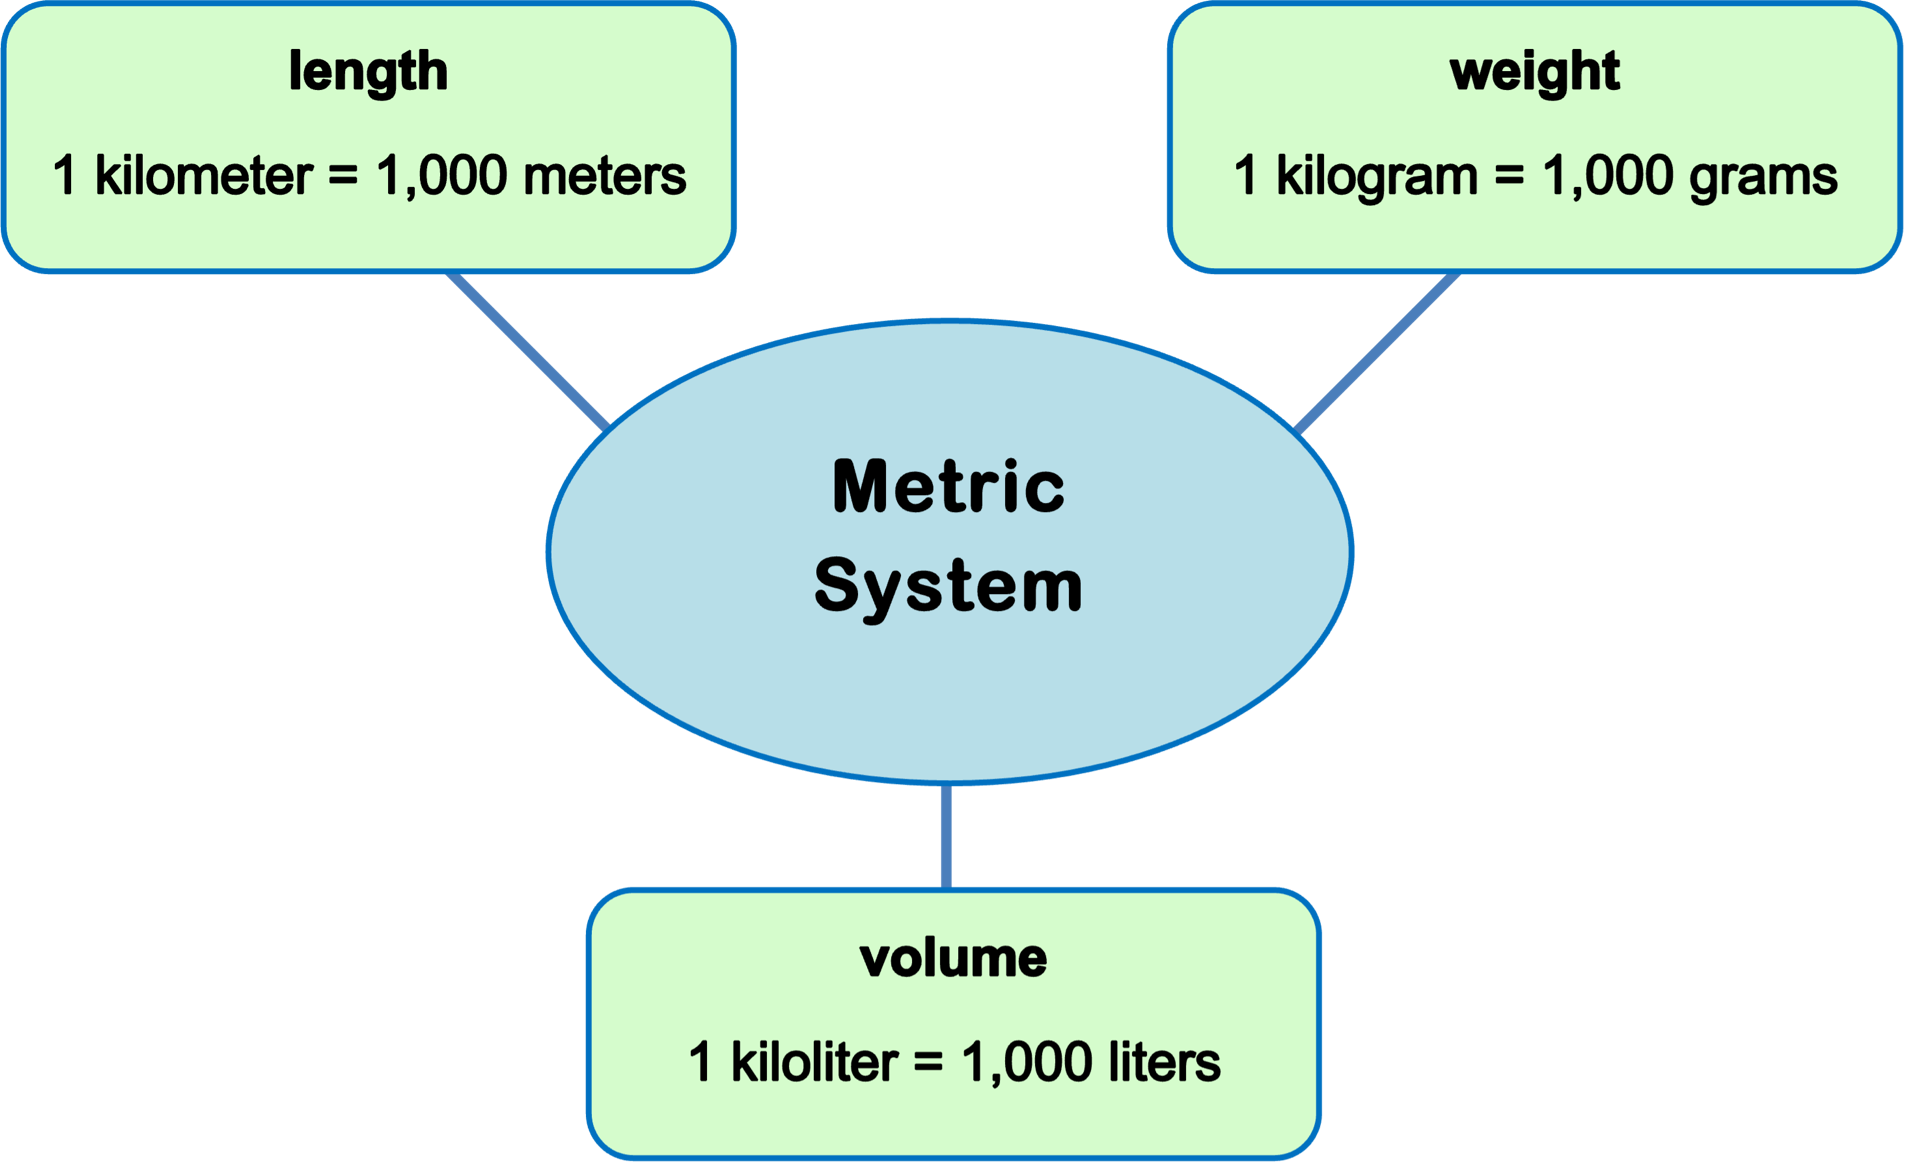 length
1 kilometer = 1,000 meters
weight
1 kilogram = 1,000 grams
Metric
System
volume
1 kiloliter = 1,000 liters